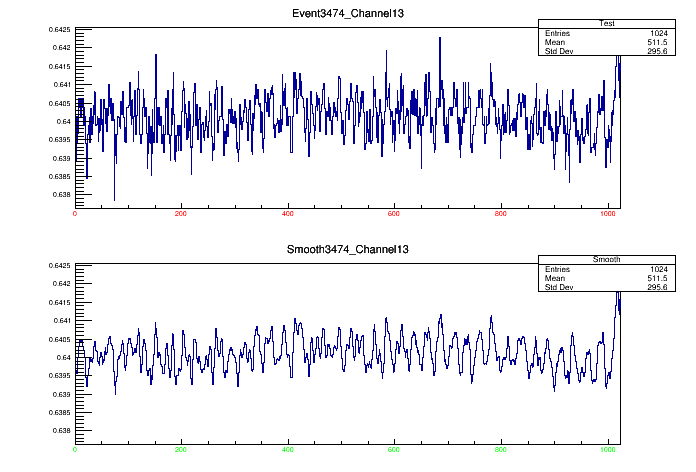 Event3474_Channel13
Test
Entries 1024
Mean 511.5
Std Dev 295.6
0.6425
0.642
0.6415
0.641
0.6405
0.64
0.6395
0.639
0.6385
0.638
0 200 400 600 800 1000
Smooth3474_Channel13
Smooth
Entries 1024
Mean 511.5
Std Dev 295.6
0.6425
0.642
0.6415
0.641
0.6405
0.64
0.6395
0.639
0.6385
0.638
0 200 400 600 800 1000